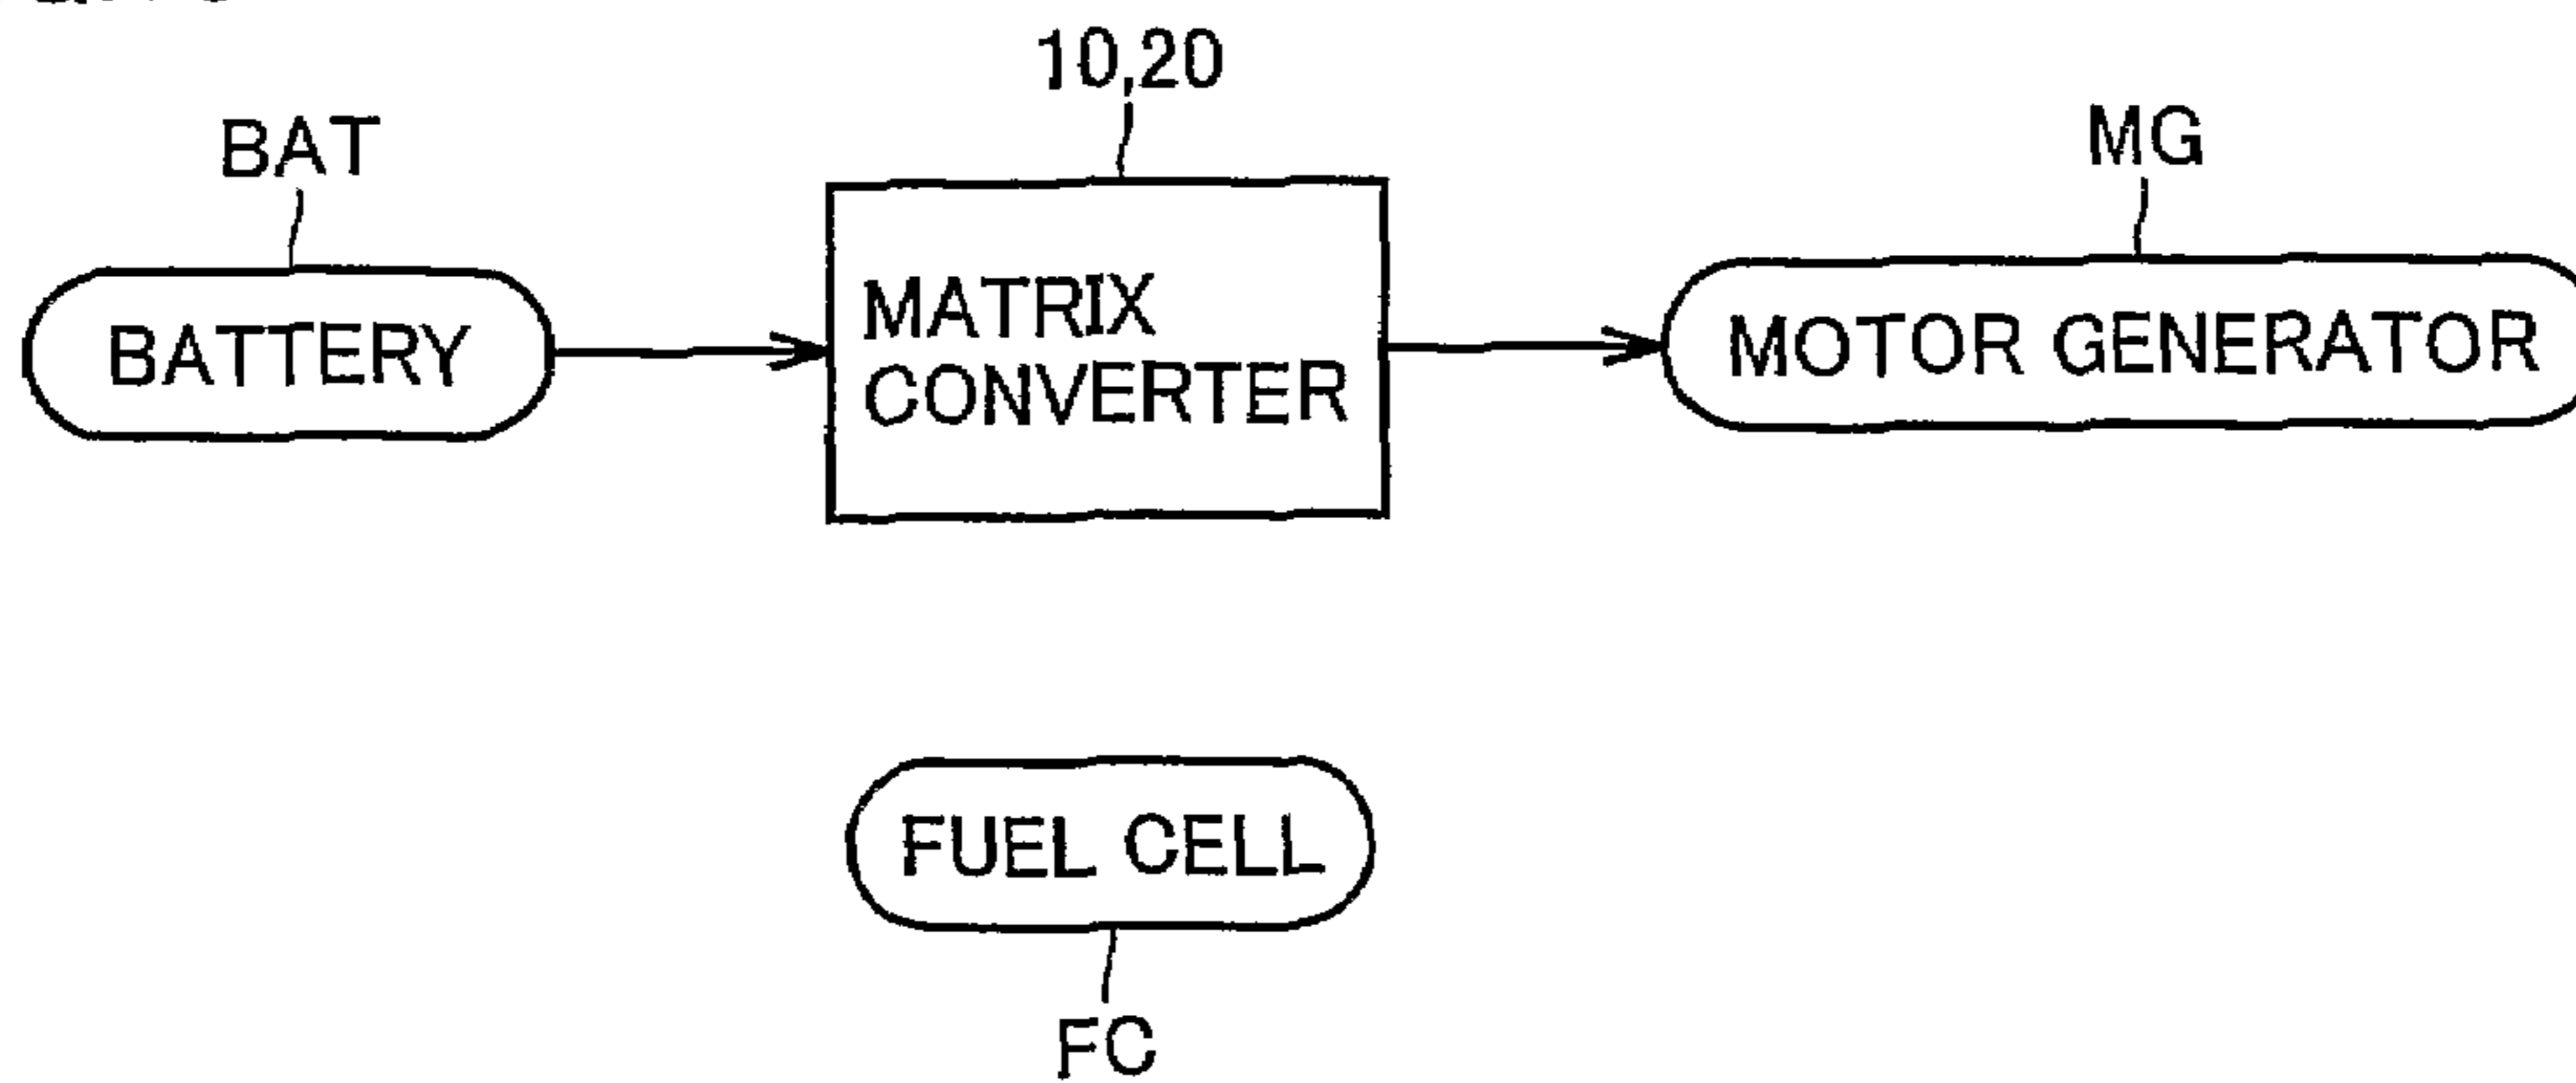 10,20
BAT
MG
BATTERY
MATRIX
CONVERTER
MOTOR GENERATOR
FUEL CELL
FC